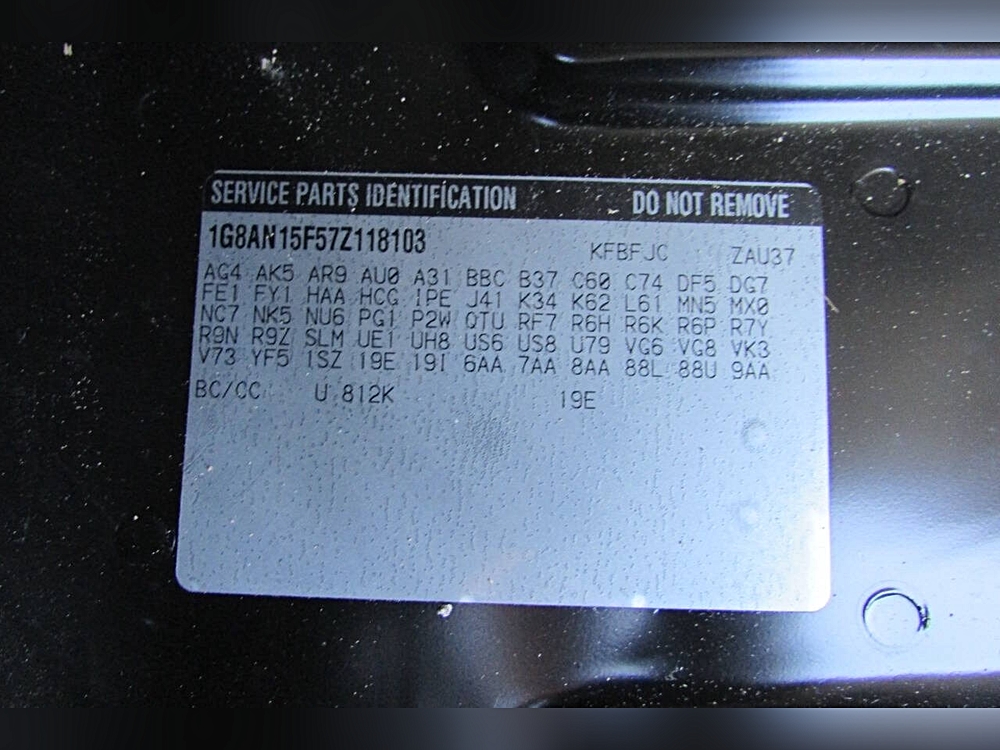 SERVICE PARTS IDENTIFICATION DO NOT REMOVE
1G8AN15F57Z118103 KFBFJC ZAU37
AG4 AK5 AR9 AU0 A31 BBC B37 C60 C74 DF5 DG7
FE1 FY1 HAA HCG IPE J41 K34 K62 L61 MN5 MX0
NC7 NK5 NU6 PG1 P2W QTU RF7 R6H R6K R6P R7Y
R9N R9Z SLM UE1 UH8 US6 US8 U79 VG6 VG8 VK3
V73 YF5 1SZ 19E 19I 6AA 7AA 8AA 88L 88U 9AA
BC/CC U 812K 19E